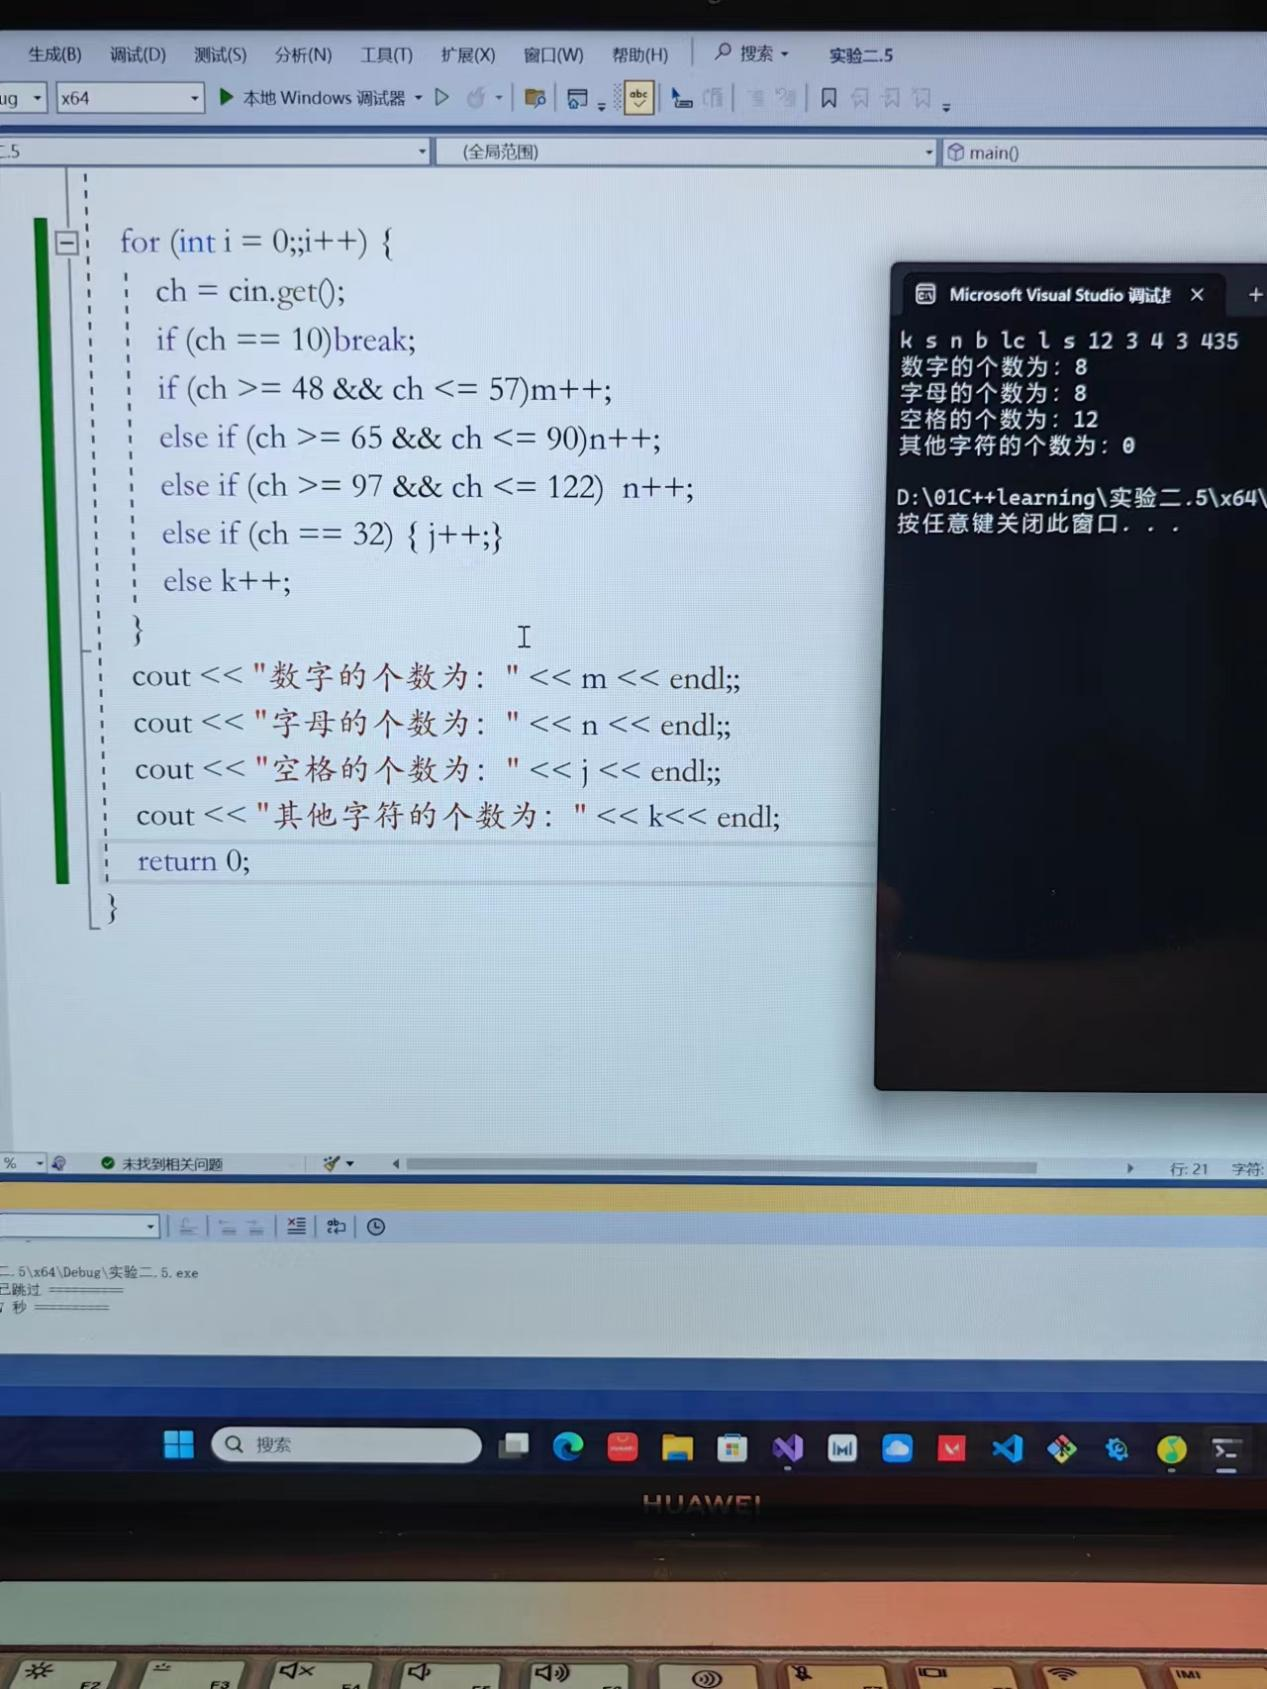 生成(B) 调试(D) 测试(S) 分析(N) 工具(T) 扩展(X) 窗口(W) 帮助(H) 搜索 实验二.5
ug x64 本地 Windows 调试器
.5 (全局范围) main()
for (int i = 0;;i++) {
ch = cin.get();
if (ch == 10)break;
if (ch >= 48 && ch <= 57)m++;
else if (ch >= 65 && ch <= 90)n++;
else if (ch >= 97 && ch <= 122) n++;
else if (ch == 32) { j++;}
else k++;
}
cout << "数字的个数为：" << m << endl;;
cout << "字母的个数为：" << n << endl;;
cout << "空格的个数为：" << j << endl;;
cout << "其他字符的个数为：" << k<< endl;
return 0;
}
Microsoft Visual Studio 调试
k s n b lc l s 12 3 4 3 435
数字的个数为：8
字母的个数为：8
空格的个数为：12
其他字符的个数为：0
D:\01C++learning\实验二.5\x64\
按任意键关闭此窗口. . .
% 未找到相关问题 行: 21 字符:
二.5\x64\Debug\实验二.5.exe
已跳过 ==========
秒 ==========
搜索
HUAWEI
F2 F3 F4